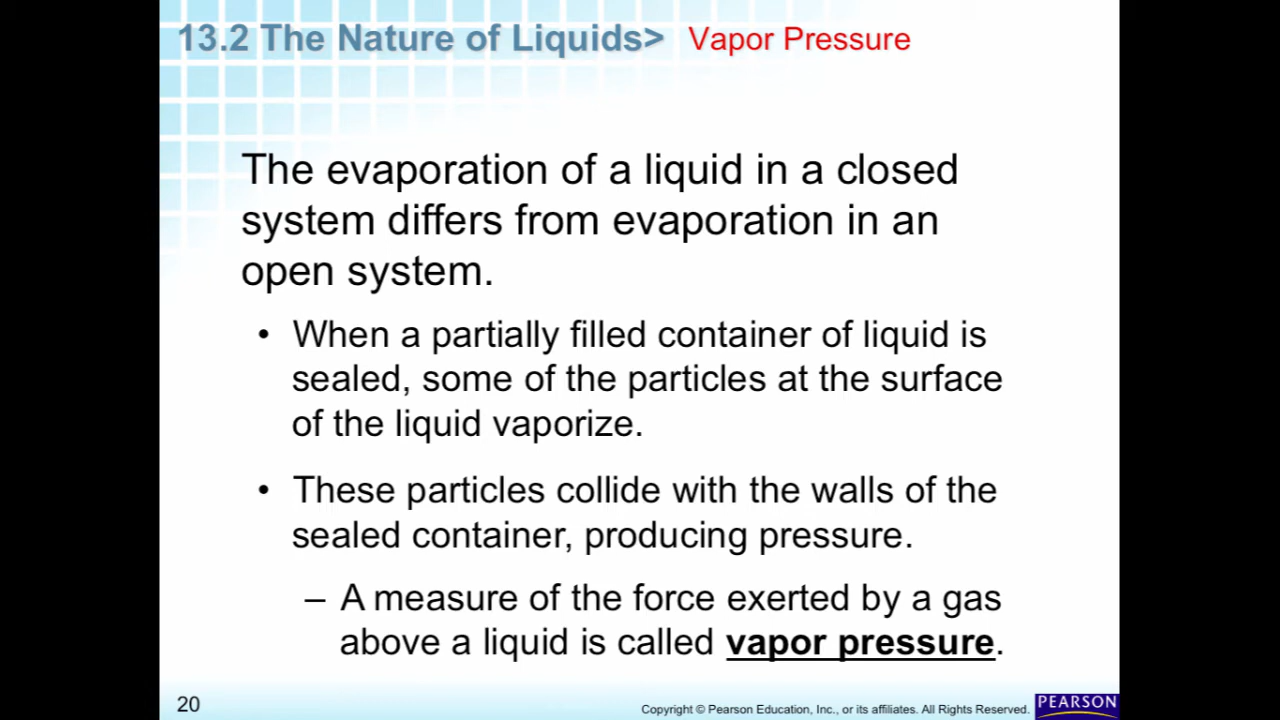 13.2 The Nature of Liquids> Vapor Pressure
The evaporation of a liquid in a closed
system differs from evaporation in an
open system.
• When a partially filled container of liquid is
sealed, some of the particles at the surface
of the liquid vaporize.
• These particles collide with the walls of the
sealed container, producing pressure.
– A measure of the force exerted by a gas
above a liquid is called vapor pressure.
20
Copyright © Pearson Education, Inc., or its affiliates. All Rights Reserved.
PEARSON